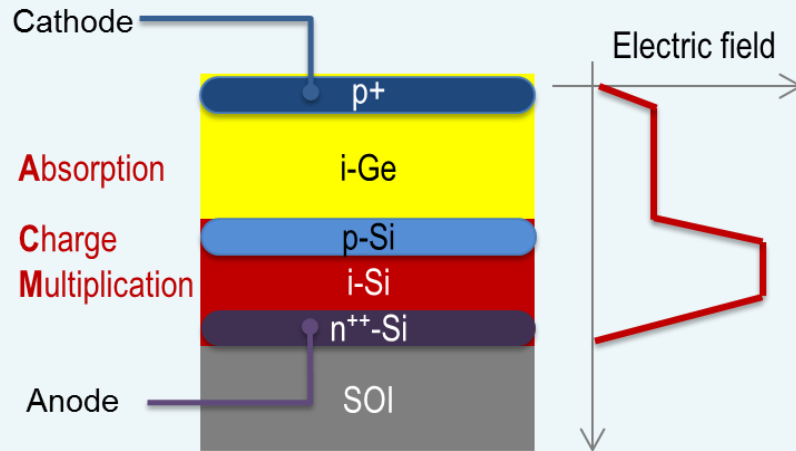 Cathode
Electric field
p+
Absorption
i-Ge
Charge
p-Si
Multiplication
i-Si
n++-Si
Anode
SOI